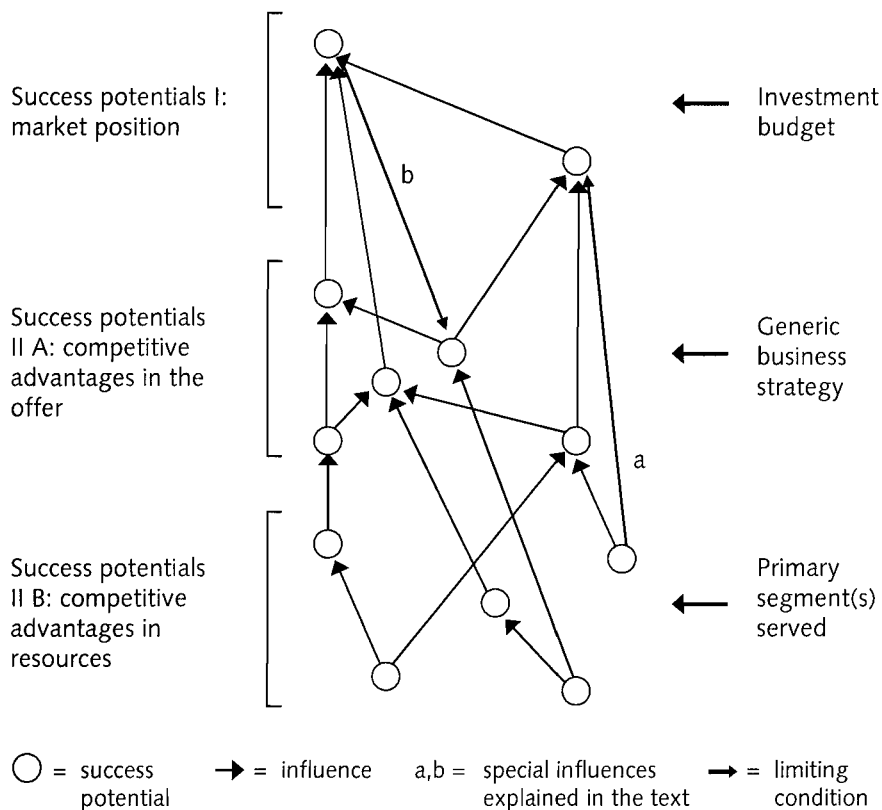 Success potentials I:
market position
Investment
budget
b
Success potentials
II A: competitive
advantages in the
offer
Generic
business
strategy
a
Success potentials
II B: competitive
advantages in
resources
Primary
segment(s)
served
= success
potential
= influence
a,b = special influences
explained in the text
= limiting
condition